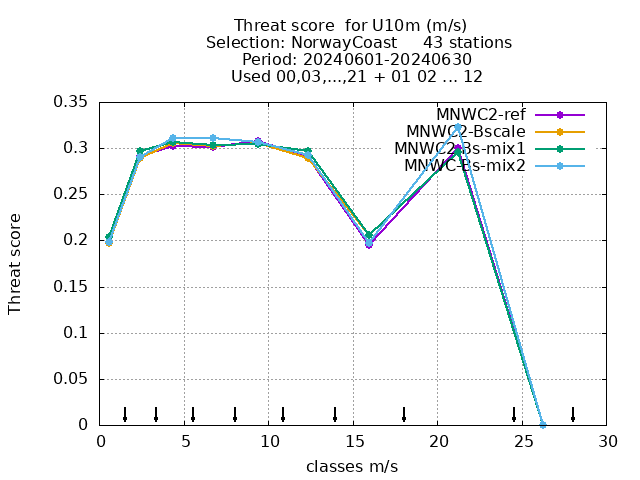 Threat score  for U10m (m/s)
Selection: NorwayCoast     43 stations
Period: 20240601-20240630
Used 00,03,...,21 + 01 02 ... 12
0.35
0.3
0.25
0.2
0.15
0.1
0.05
0
Threat score
MNWC2-ref
MNWC2-Bscale
MNWC2-Bs-mix1
MNWC-Bs-mix2
0 5 10 15 20 25 30
classes m/s